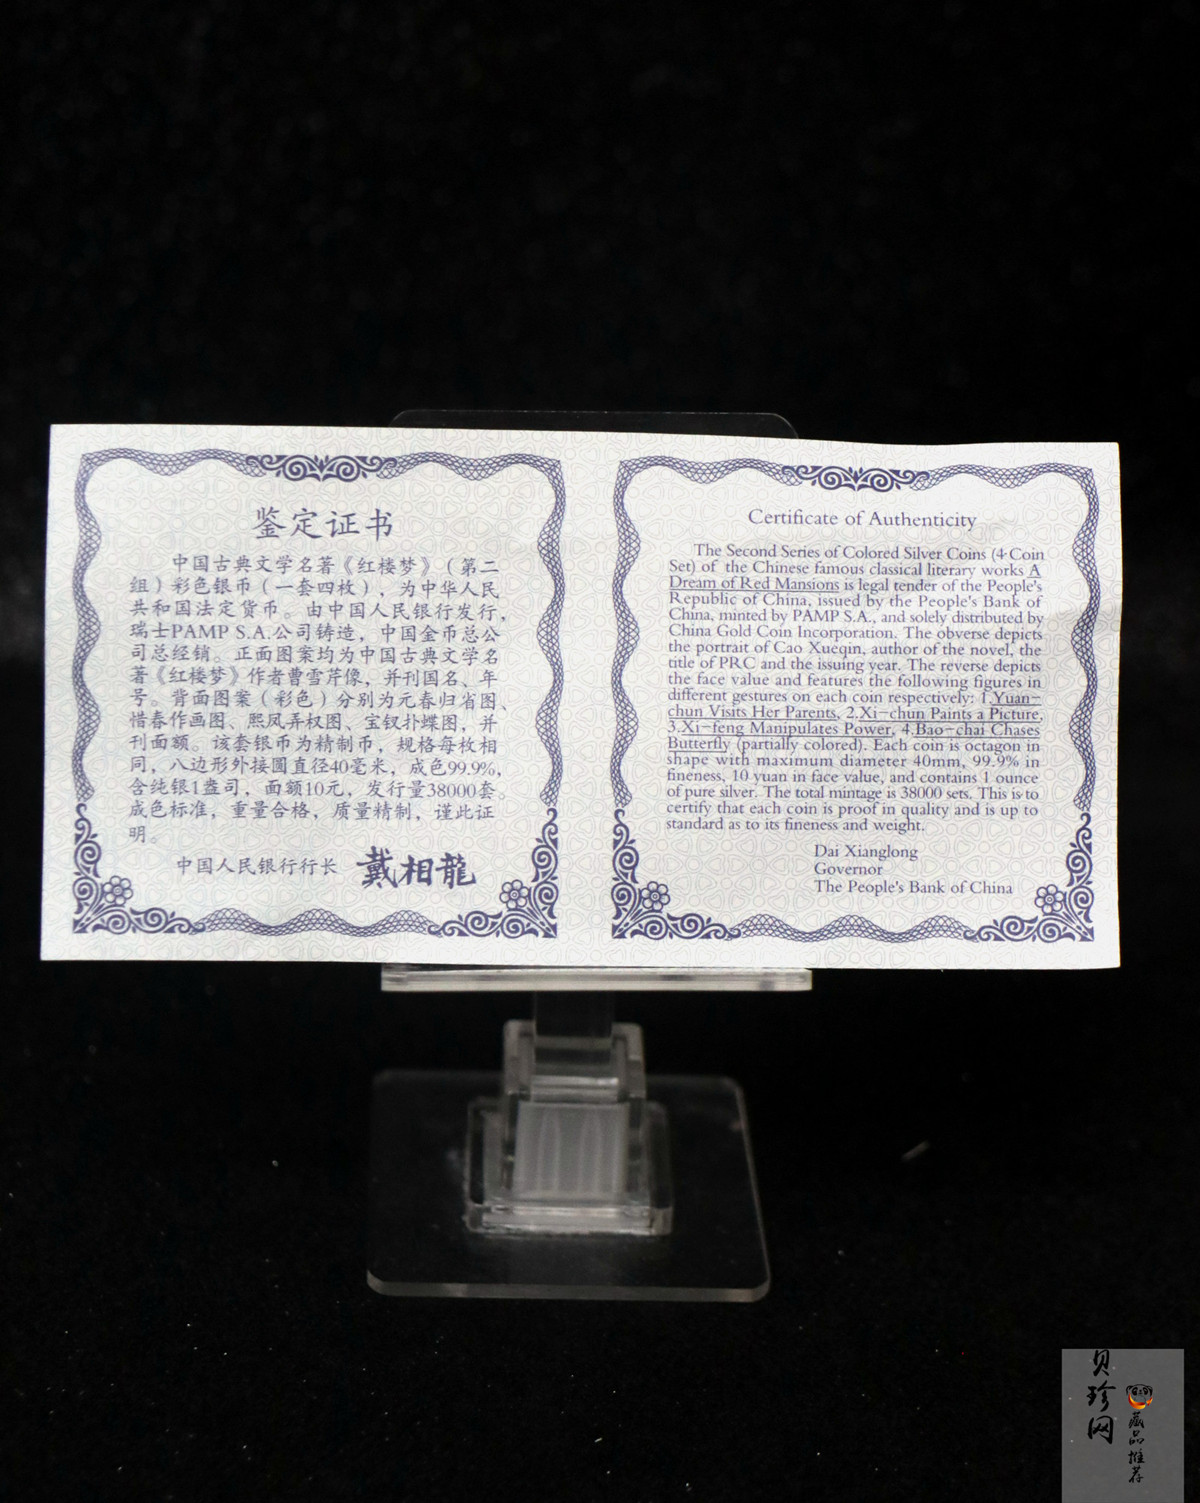 鉴定证书
中国古典文学名著《红楼梦》(第二
组)彩色银币(一套四枚),为中华人民
共和国法定货币。由中国人民银行发行,
瑞士PAMP S.A.公司铸造,中国金币总公
司总经销。正面图案均为中国古典文学名
著《红楼梦》作者曹雪芹像,并刊国名、年
号。背面图案(彩色)分别为元春归省图、
惜春作画图、熙凤弄权图、宝钗扑蝶图,并
刊面额。该套银币为精制币,规格每枚相
同,八边形外接圆直径40毫米,成色99.9%,
含纯银1盎司,面额10元,发行量38000套。
成色标准,重量合格,质量精制,谨此证
明。
中国人民银行行长 戴相龍
Certificate of Authenticity
The Second Series of Colored Silver Coins (4-Coin
Set) of the Chinese famous classical literary works A
Dream of Red Mansions is legal tender of the People's
Republic of China, issued by the People's Bank of
China, minted by PAMP S.A., and solely distributed by
China Gold Coin Incorporation. The obverse depicts
the portrait of Cao Xueqin, author of the novel, the
title of PRC and the issuing year. The reverse depicts
the face value and features the following figures in
different gestures on each coin respectively: 1.Yuan-
chun Visits Her Parents, 2.Xi-chun Paints a Picture,
3.Xi-feng Manipulates Power, 4.Bao-chai Chases
Butterfly (partially colored). Each coin is octagon in
shape with maximum diameter 40mm, 99.9% in
fineness, 10 yuan in face value, and contains 1 ounce
of pure silver. The total mintage is 38000 sets. This is to
certify that each coin is proof in quality and is up to
standard as to its fineness and weight.
Dai Xianglong
Governor
The People's Bank of China
贝珍网
藏品推荐